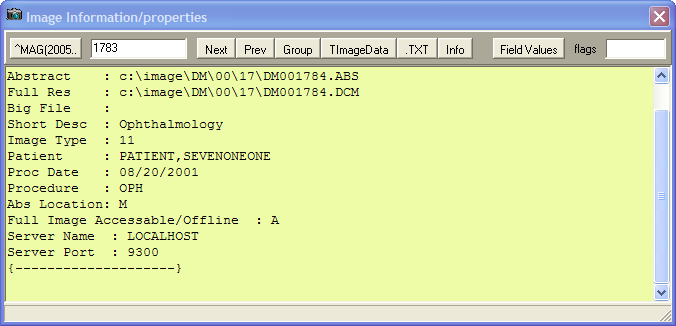 Image Information/properties
^MAG(2005.. 1783 Next Prev Group TImageData .TXT Info Field Values flags
Abstract : c:\image\DM\00\17\DM001784.ABS
Full Res : c:\image\DM\00\17\DM001784.DCM
Big File :
Short Desc : Ophthalmology
Image Type : 11
Patient : PATIENT,SEVENONEONE
Proc Date : 08/20/2001
Procedure : OPH
Abs Location: M
Full Image Accessable/Offline : A
Server Name : LOCALHOST
Server Port : 9300
{--------------------}